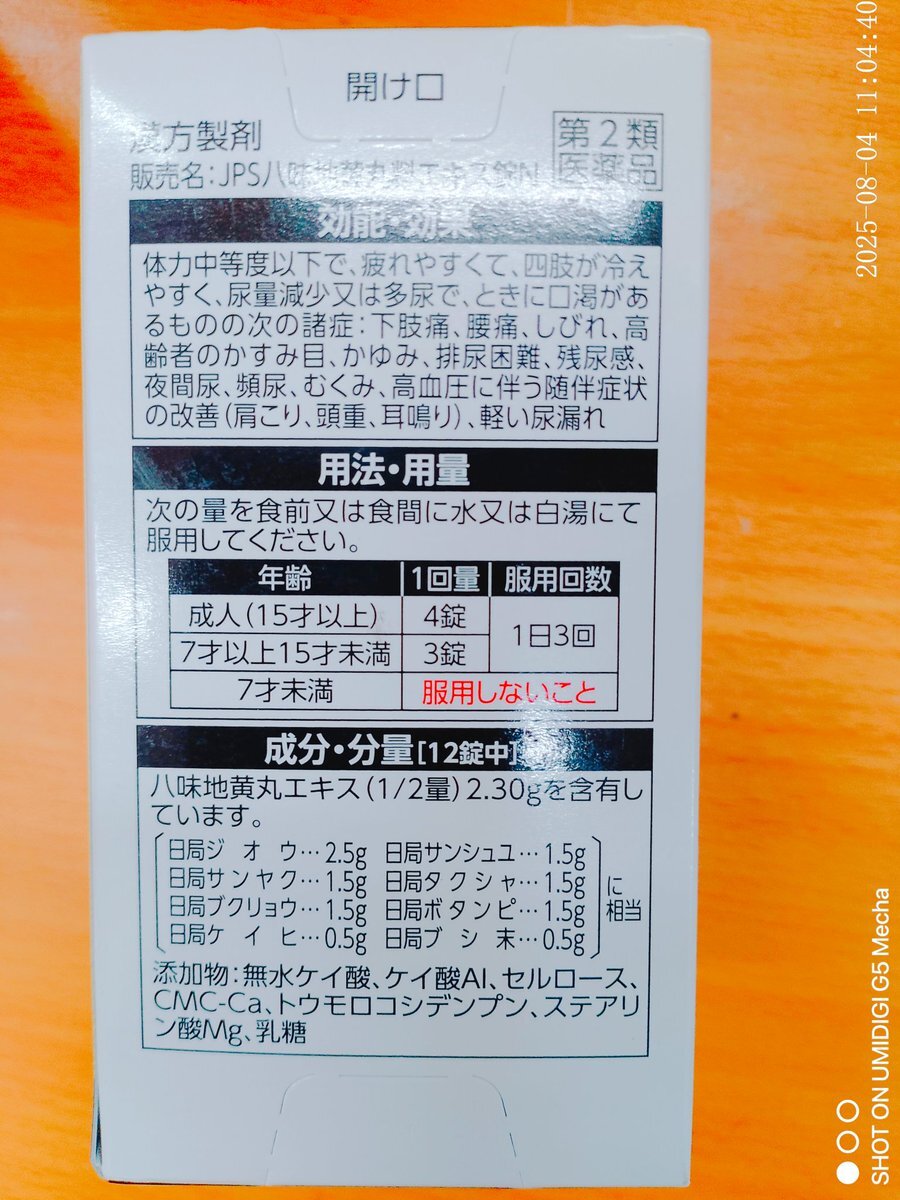 開け口
漢方製剤
第2類
医薬品
販売名:JPS八味地黄丸料エキス錠N
効能・効果
体力中等度以下で、疲れやすくて、四肢が冷え
やすく、尿量減少又は多尿で、ときに口渇があ
るものの次の諸症:下肢痛、腰痛、しびれ、高
齢者のかすみ目、かゆみ、排尿困難、残尿感、
夜間尿、頻尿、むくみ、高血圧に伴う随伴症状
の改善(肩こり、頭重、耳鳴り)、軽い尿漏れ
用法・用量
次の量を食前又は食間に水又は白湯にて
服用してください。
年齢 1回量 服用回数
成人(15才以上) 4錠 1日3回
7才以上15才未満 3錠
7才未満 服用しないこと
成分・分量[12錠中]
八味地黄丸エキス(1/2量)2.30gを含有し
ています。
日局ジオウ…2.5g 日局サンシュユ…1.5g
日局サンヤク…1.5g 日局タクシャ…1.5g
日局ブクリョウ…1.5g 日局ボタンピ…1.5g
日局ケイヒ…0.5g 日局ブシ末…0.5g
に
相当
添加物:無水ケイ酸、ケイ酸Al、セルロース、
CMC-Ca、トウモロコシデンプン、ステアリ
ン酸Mg、乳糖
2025-08-04 11:04:40
SHOT ON UMIDIGI G5 Mecha